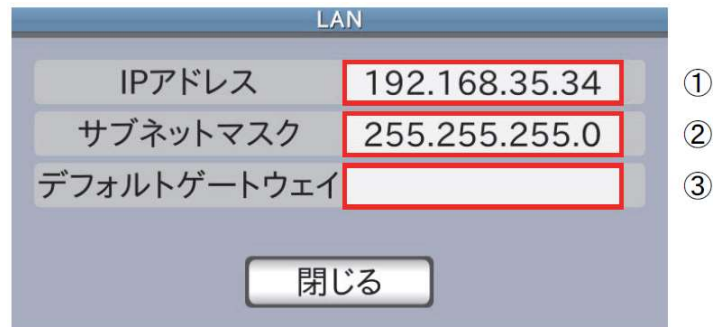 LAN
IPアドレス 192.168.35.34 ①
サブネットマスク 255.255.255.0 ②
デフォルトゲートウェイ ③
閉じる